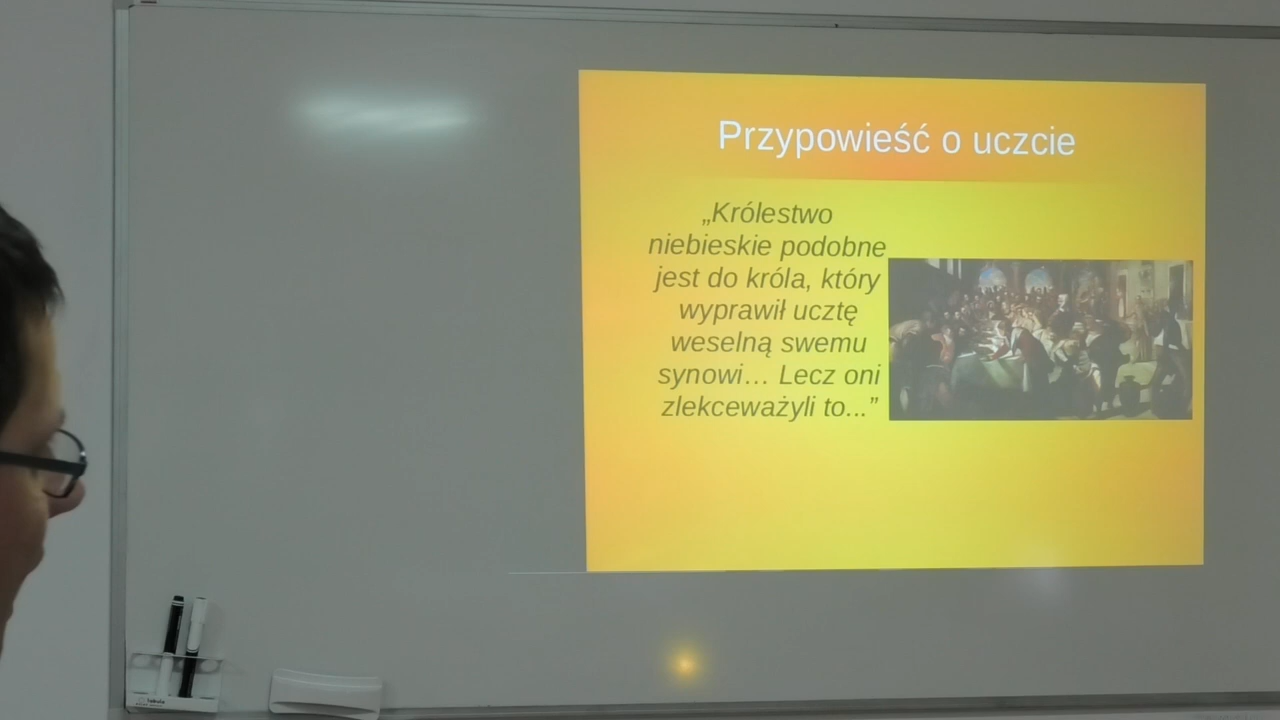 Przypowieść o uczcie
„Królestwo
niebieskie podobne
jest do króla, który
wyprawił ucztę
weselną swemu
synowi... Lecz oni
zlekceważyli to...”